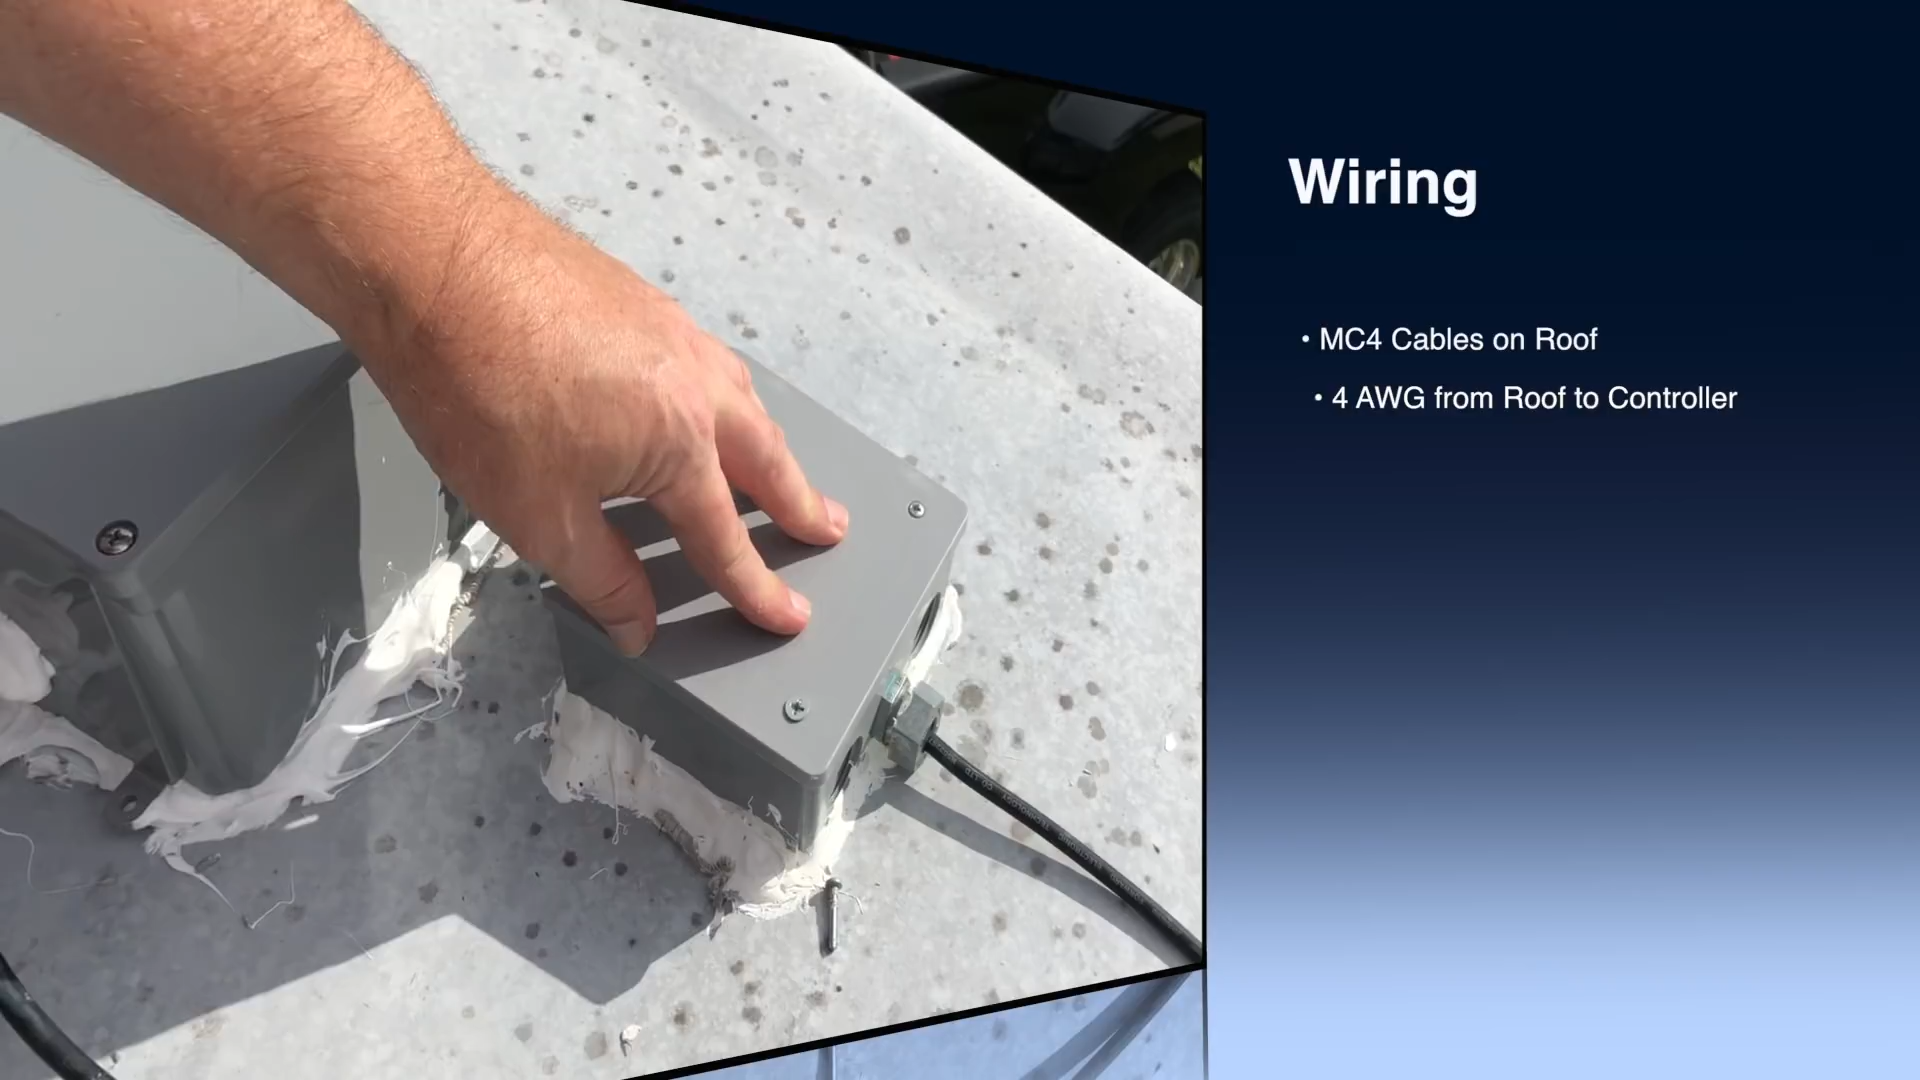 Wiring
• MC4 Cables on Roof
• 4 AWG from Roof to Controller